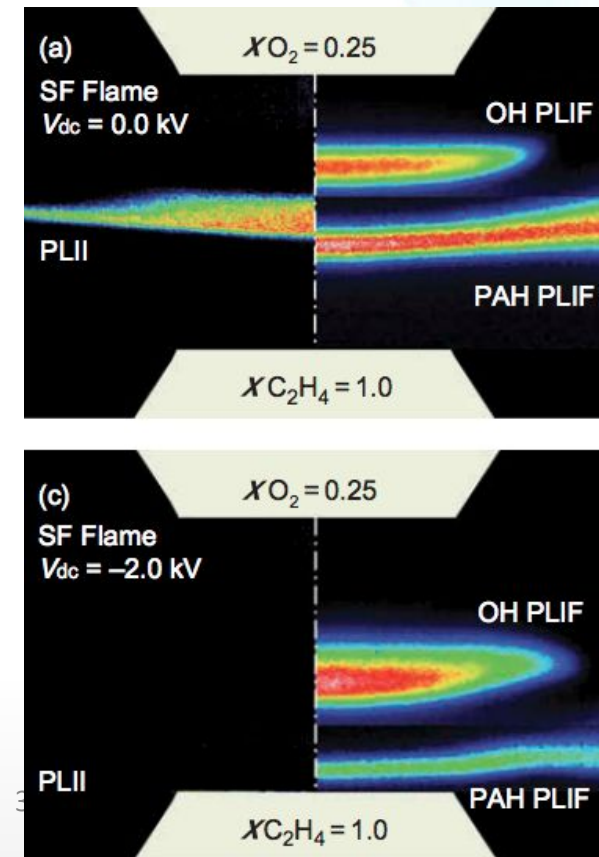 (a)
XO₂ = 0.25
SF Flame
Vdc = 0.0 kV
OH PLIF
PLII
PAH PLIF
XC₂H₄ = 1.0
(c)
XO₂ = 0.25
SF Flame
Vdc = –2.0 kV
OH PLIF
PLII
PAH PLIF
XC₂H₄ = 1.0